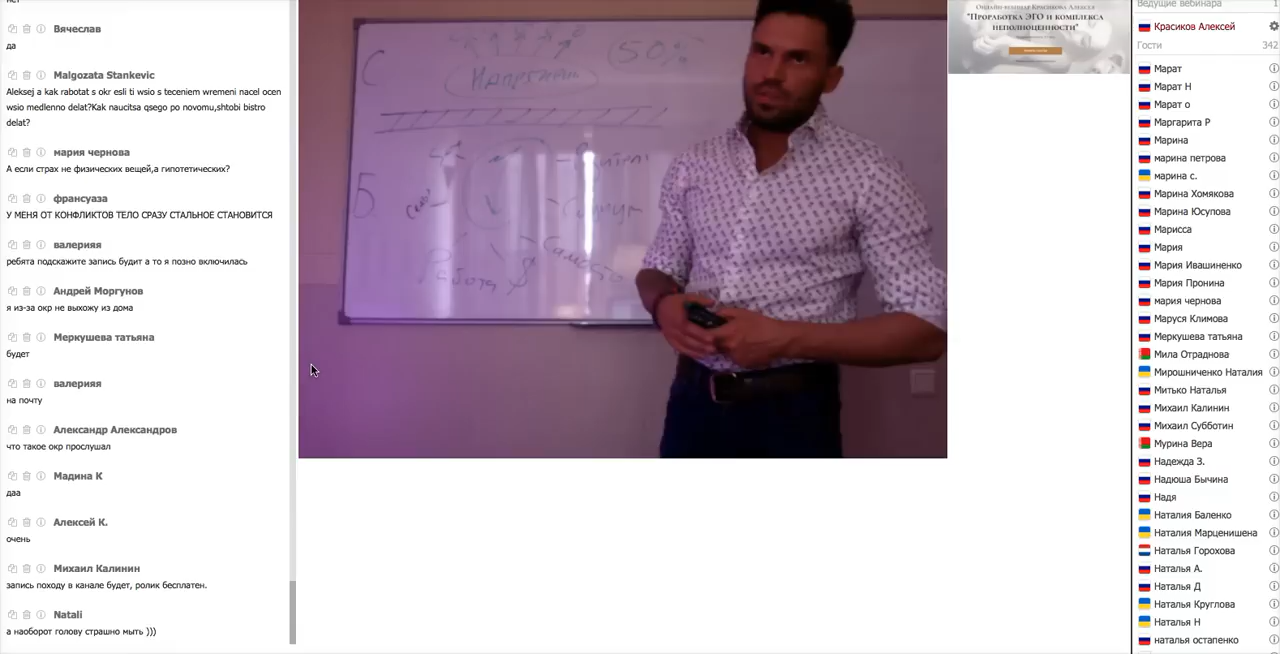 Вячеслав
да
Malgozata Stankevic
Aleksej a kak rabotat s okr esli ti wsio s teceniem wremeni nacel ocen
wsio medlenno delat?Kak naucitsa qsego po novomu,shtobi bistro
delat?
мария чернова
А если страх не физических вещей,а гипотетических?
франсуаза
У МЕНЯ ОТ КОНФЛИКТОВ ТЕЛО СРАЗУ СТАЛЬНОЕ СТАНОВИТСЯ
валерияя
ребята подскажите запись будит а то я позно включилась
Андрей Моргунов
я из-за окр не выхожу из дома
Меркушева татьяна
будет
валерияя
на почту
Александр Александров
что такое окр прослушал
Мадина К
даа
Алексей К.
очень
Михаил Калинин
запись походу в канале будет, ролик бесплатен.
Natali
а наоборот голову страшно мыть )))
С
50%
Б
Онлайн-семинар Красикова Алексея
"Проработка ЭГО и комплекса
неполноценности"
Ведущие вебинара 1
Красиков Алексей
Гости 342
Марат
Марат Н
Марат о
Маргарита Р
Марина
марина петрова
марина с.
Марина Хомякова
Марина Юсупова
Марисса
Мария
Мария Ивашиненко
Мария Пронина
мария чернова
Маруся Климова
Меркушева татьяна
Мила Отраднова
Мирошниченко Наталия
Митько Наталья
Михаил Калинин
Михаил Субботин
Мурина Вера
Надежда З.
Надюша Бычина
Надя
Наталия Баленко
Наталия Марценишена
Наталья Горохова
Наталья А.
Наталья Д
Наталья Круглова
Наталья Н
наталья остапенко